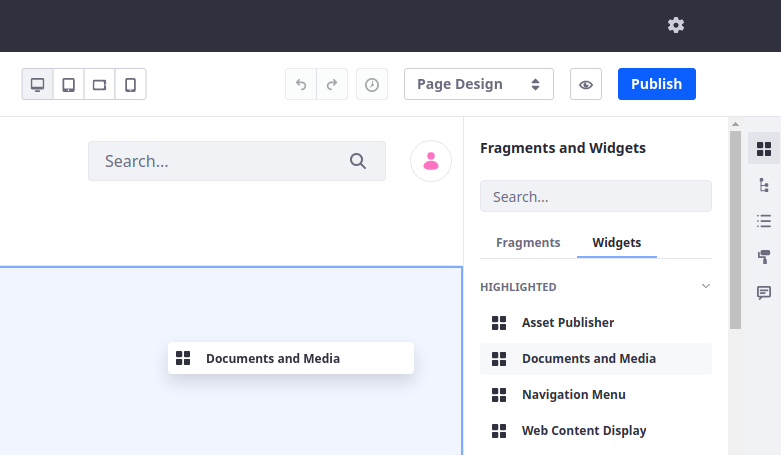 Page Design
Publish
Search...
Fragments and Widgets
Search...
Fragments
Widgets
HIGHLIGHTED
Asset Publisher
Documents and Media
Documents and Media
Navigation Menu
Web Content Display